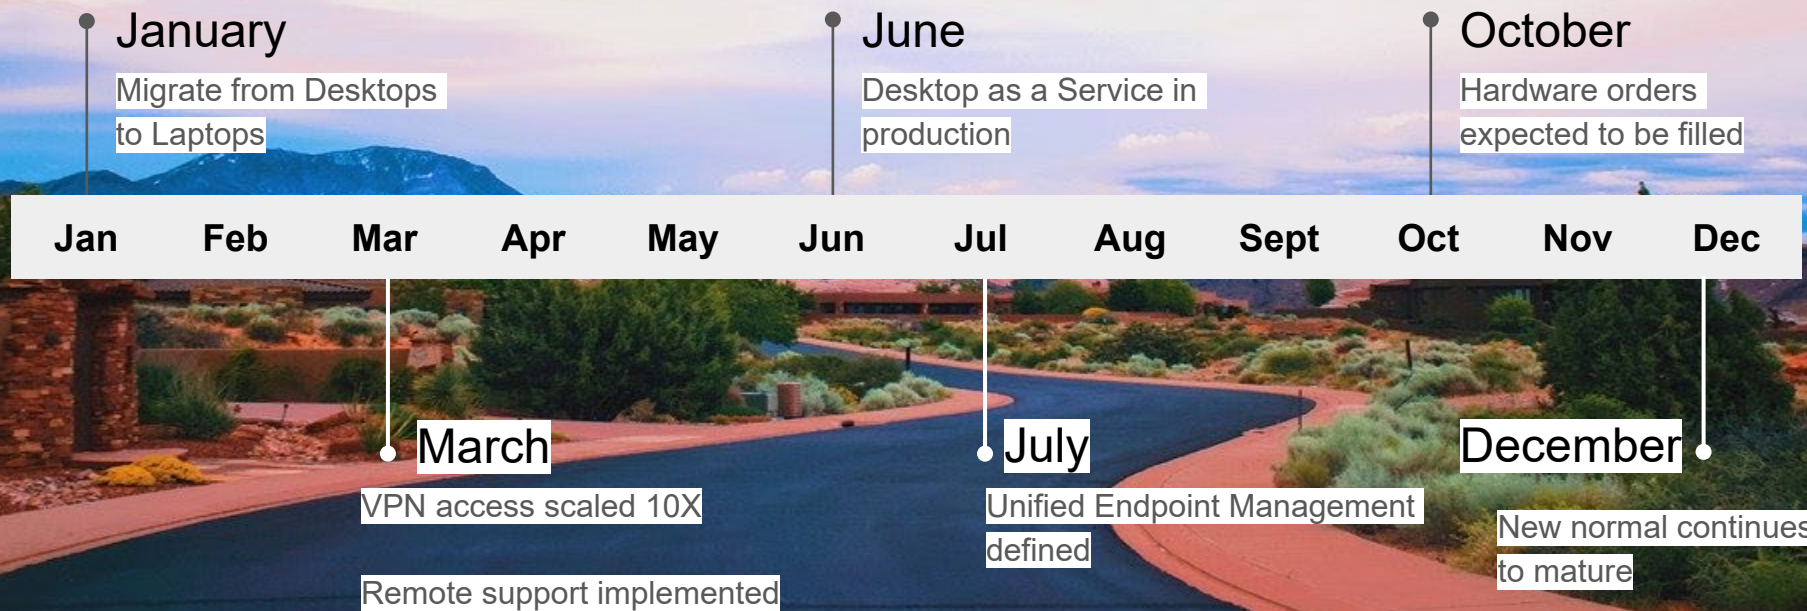 January
Migrate from Desktops
to Laptops
June
Desktop as a Service in
production
October
Hardware orders
expected to be filled
Jan Feb Mar Apr May Jun Jul Aug Sept Oct Nov Dec
March
VPN access scaled 10X
Remote support implemented
July
Unified Endpoint Management
defined
December
New normal continues
to mature